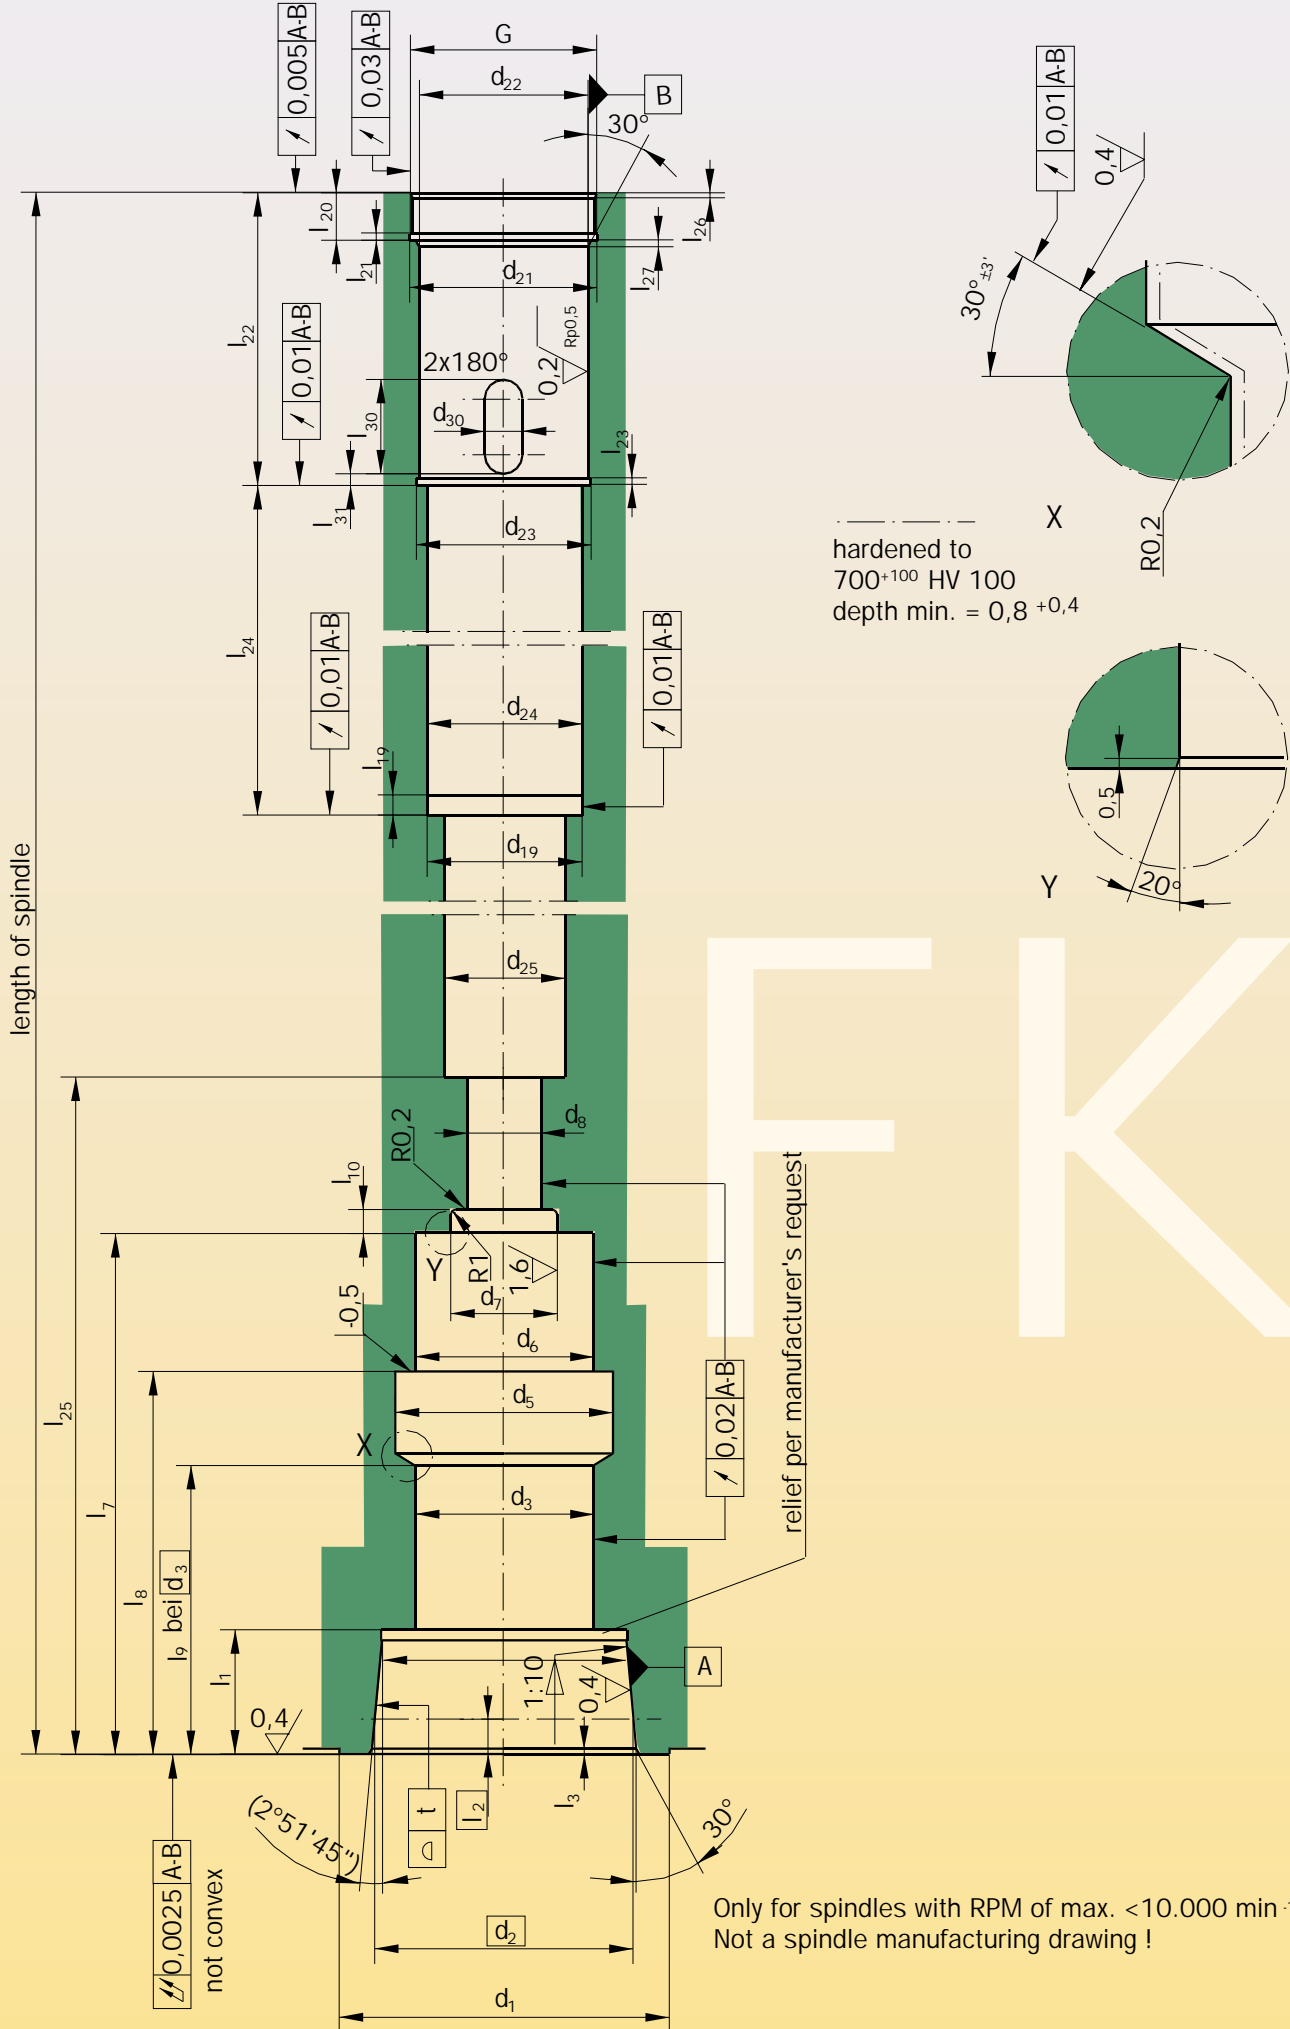 0,005 A-B
0,03 A-B
G
d22
B
30°
0,01 A-B
0,4
l20
l26
l21
d21
l27
30°±3'
l22
0,01 A-B
2x180°
0,2
Rp0,5
l30
d30
l23
l31
d23
X
R0,2
hardened to
700+100 HV 100
depth min. = 0,8 +0,4
l24
0,01 A-B
0,01 A-B
d24
l19
d19
0,5
20°
Y
length of spindle
d25
FK
R0,2
d8
l10
Y
R1
1,6
d7
-0,5
d6
relief per manufacturer's request
l25
d5
0,02 A-B
X
l7
d3
l8
l9 bei d3
l1
1:10
0,4
A
0,4
t
l2
l3
(2°51'45")
30°
0,0025 A-B
not convex
Only for spindles with RPM of max. <10.000 min
Not a spindle manufacturing drawing !
d2
d1